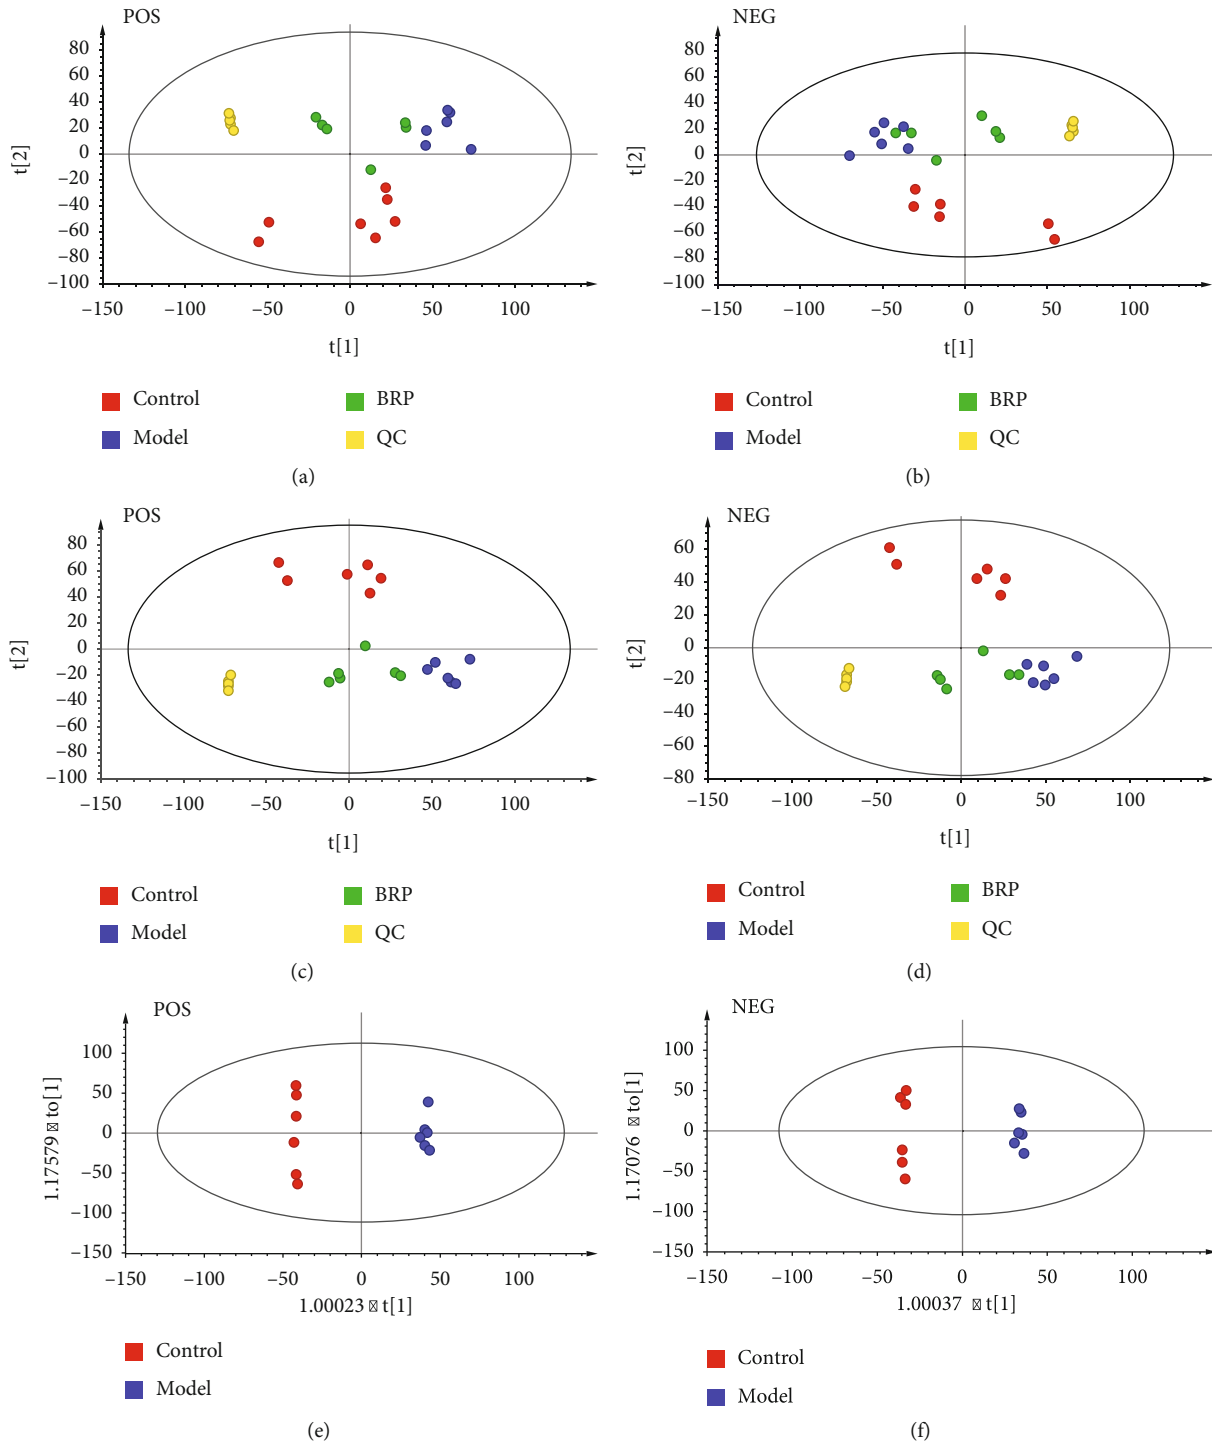 POS
80
60
40
20
0
−20
−40
−60
−80
−100
t[2]
−150 −100 −50 0 50 100
t[1]
Control BRP
Model QC
(a)
NEG
80
60
40
20
0
−20
−40
−60
−80
−100
t[2]
−150 −100 −50 0 50 100
t[1]
Control BRP
Model QC
(b)
POS
80
60
40
20
0
−20
−40
−60
−80
−100
t[2]
−150 −100 −50 0 50 100
t[1]
Control BRP
Model QC
(c)
NEG
60
40
20
0
−20
−40
−60
−80
t[2]
−150 −100 −50 0 50 100
t[1]
Control BRP
Model QC
(d)
POS
100
50
0
−50
−100
−150
1.17579 to[1]
−150 −100 −50 0 50 100
1.00023 t[1]
Control
Model
(e)
NEG
100
50
0
−50
−100
−150
1.17076 to[1]
−150 −100 −50 0 50 100
1.00037 t[1]
Control
Model
(f)